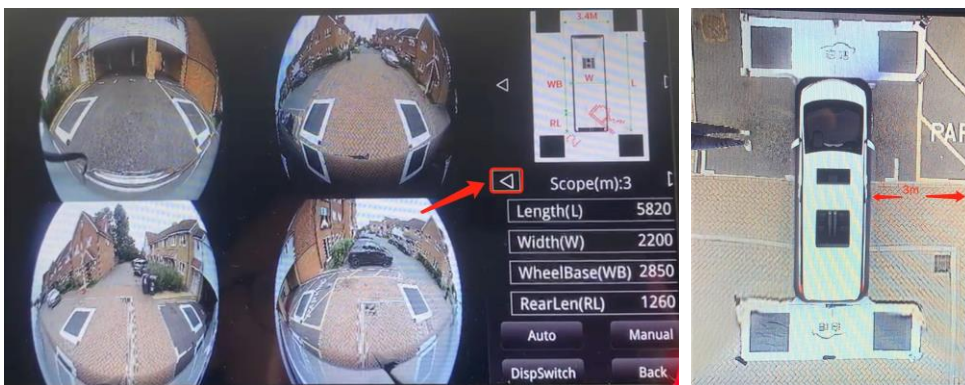 3.4M
WB
W
L
RL
Scope(m):3
Length(L) 5820
Width(W) 2200
WheelBase(WB) 2850
RearLen(RL) 1260
Auto Manual
DispSwitch Back
3m